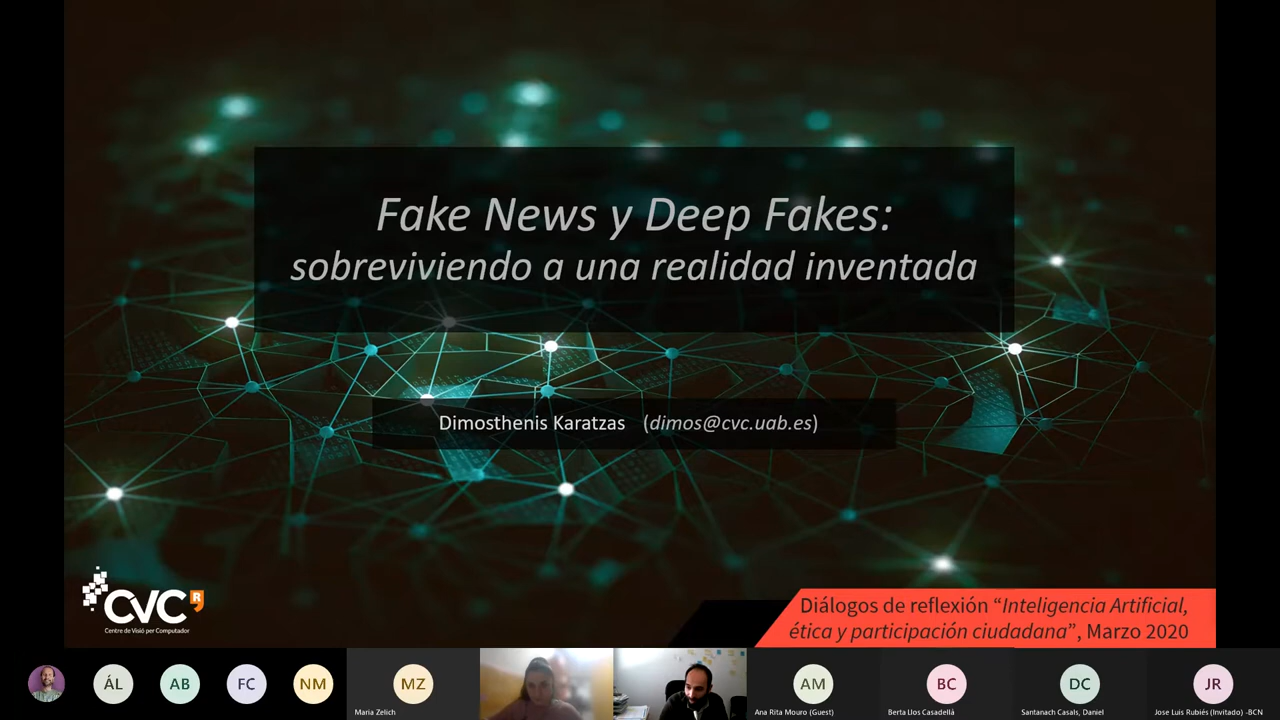 Fake News y Deep Fakes:
sobreviviendo a una realidad inventada
Dimosthenis Karatzas (dimos@cvc.uab.es)
CVC R
Centre de Visió per Computador
Diálogos de reflexión “Inteligencia Artificial,
ética y participación ciudadana”, Marzo 2020
ÁL
AB
FC
NM
MZ
Maria Zelich
AM
Ana Rita Mouro (Guest)
BC
Berta Llos Casadellà
DC
Santanach Casals, Daniel
JR
Jose Luis Rubiés (Invitado) -BCN